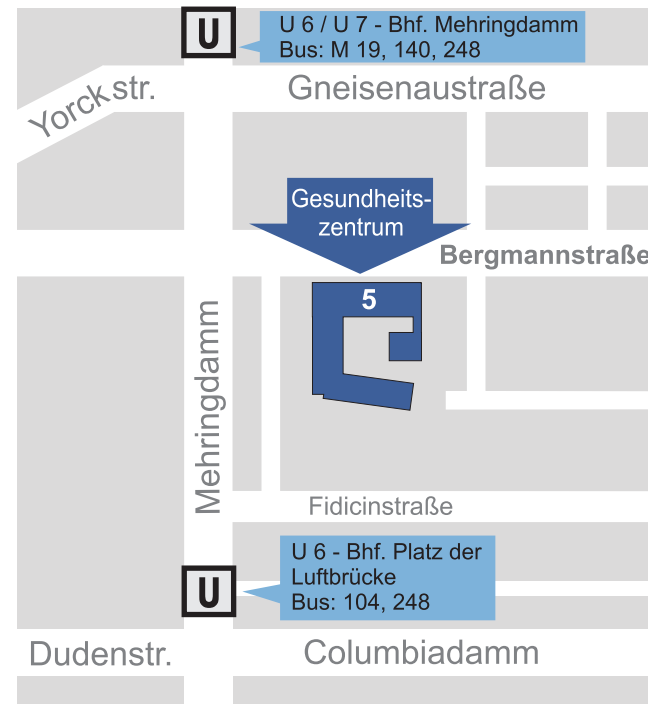 U
U 6 / U 7 - Bhf. Mehringdamm
Bus: M 19, 140, 248
Yorckstr.
Gneisenaustraße
Gesundheits-
zentrum
Bergmannstraße
5
Mehringdamm
Fidicinstraße
U
U 6 - Bhf. Platz der
Luftbrücke
Bus: 104, 248
Dudenstr.
Columbiadamm